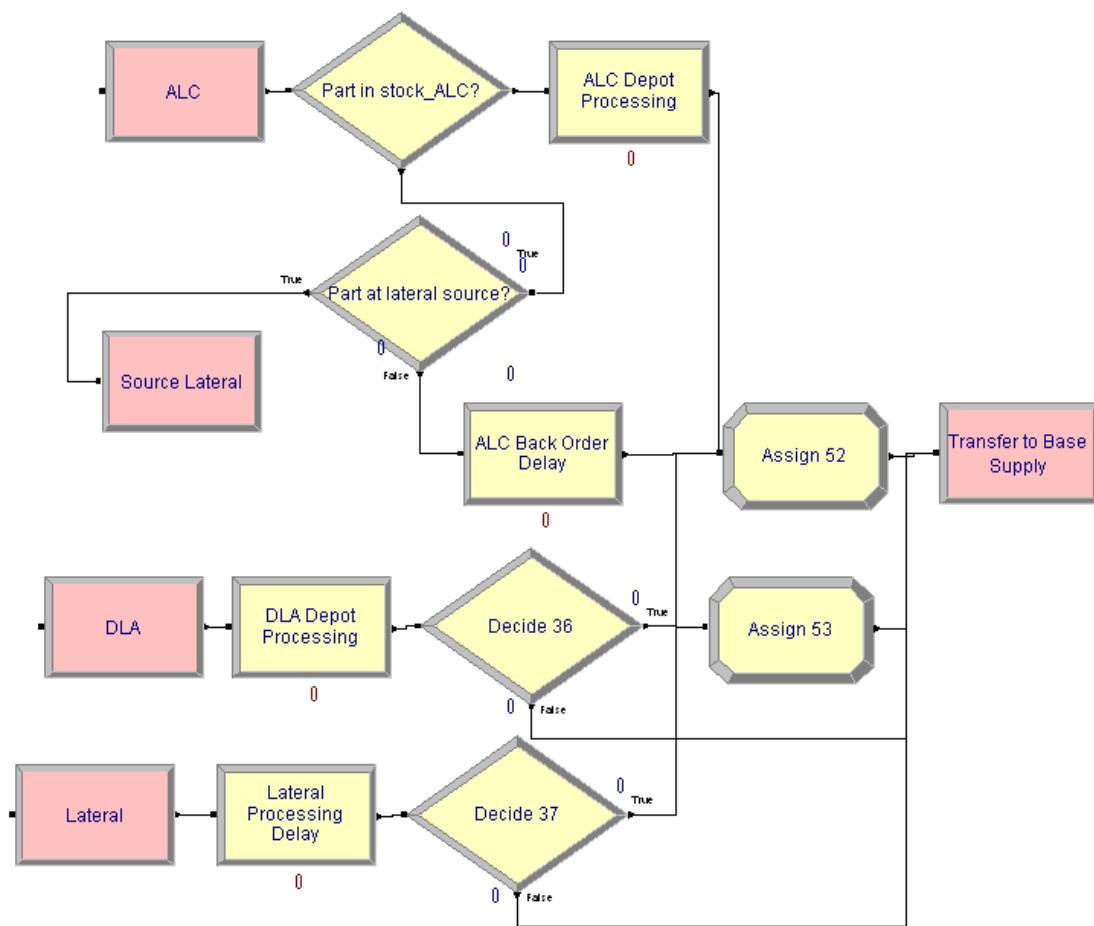 ALC
Part in stock_ALC?
ALC Depot
Processing
0
0
True
0
True
Part at lateral source?
0
False
0
Source Lateral
ALC Back Order
Delay
0
Assign 52
Transfer to Base
Supply
DLA
DLA Depot
Processing
0
Decide 36
0
True
0
False
Assign 53
Lateral
Lateral
Processing
Delay
0
Decide 37
0
True
0
False